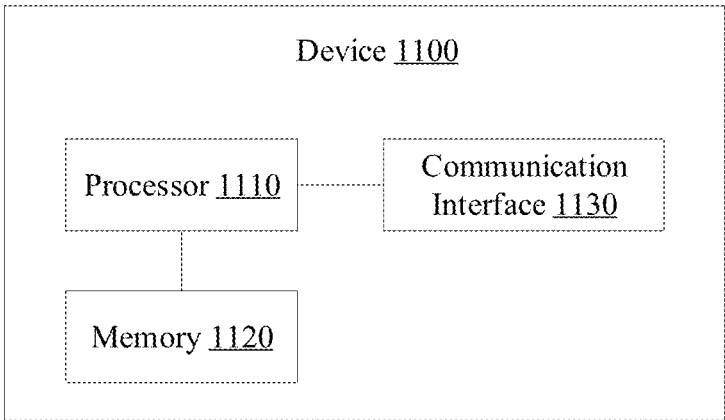 Device 1100
Processor 1110
Communication
Interface 1130
Memory 1120